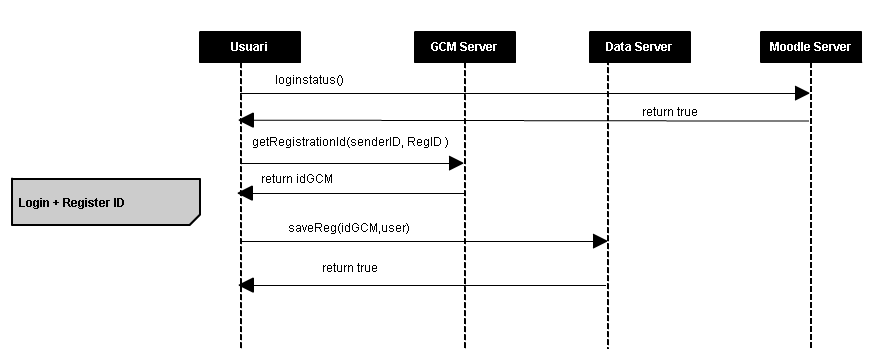 Usuari
GCM Server
Data Server
Moodle Server
loginstatus()
return true
getRegistrationId(senderID, RegID )
return idGCM
Login + Register ID
saveReg(idGCM,user)
return true